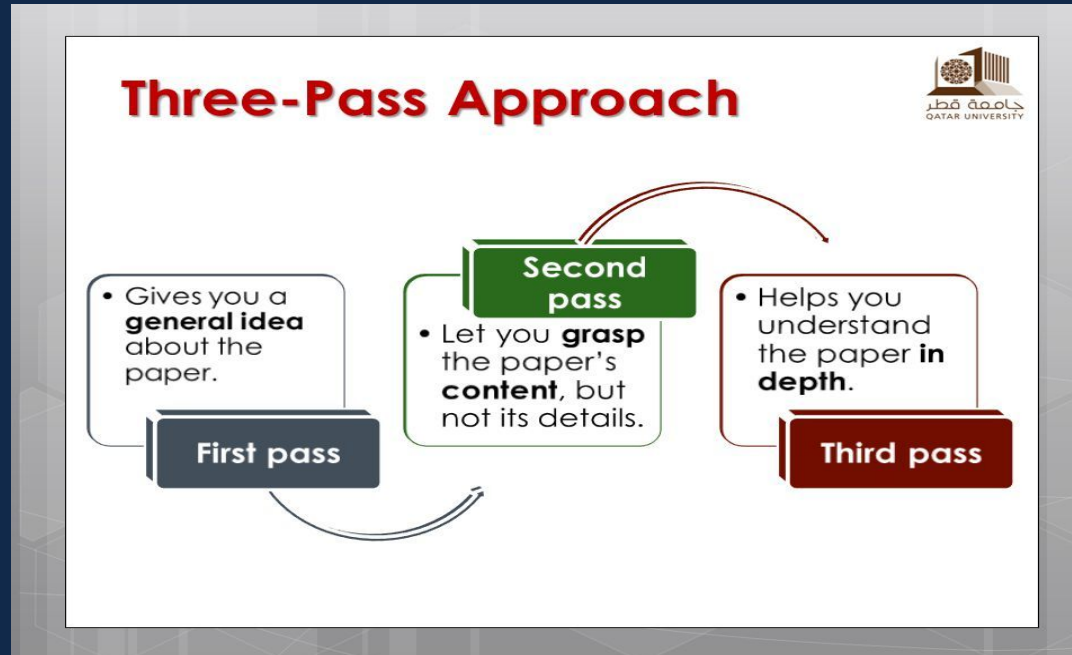 Three-Pass Approach
جامعة قطر
QATAR UNIVERSITY
• Gives you a
general idea
about the
paper.
First pass
Second
pass
• Let you grasp
the paper's
content, but
not its details.
• Helps you
understand
the paper in
depth.
Third pass